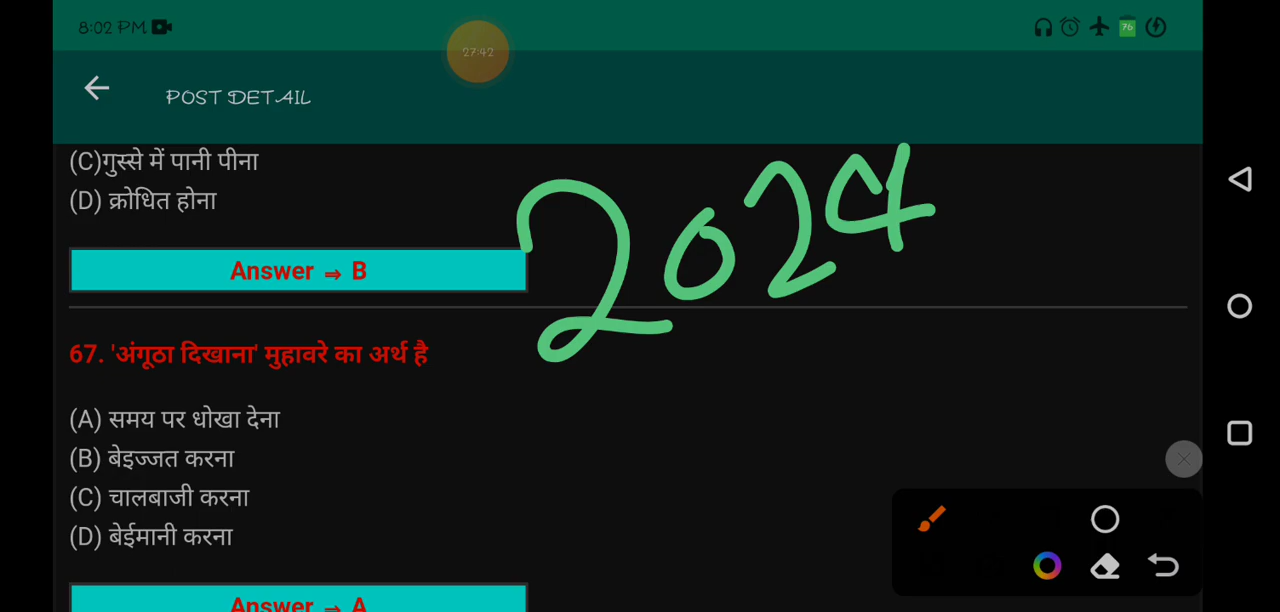 8:02 PM
76
27:42
POST DETAIL
(C)गुस्से में पानी पीना
(D) क्रोधित होना
2024
Answer ⇒ B
67. 'अंगूठा दिखाना' मुहावरे का अर्थ है
(A) समय पर धोखा देना
(B) बेइज्जत करना
(C) चालबाजी करना
(D) बेईमानी करना
Answer → A